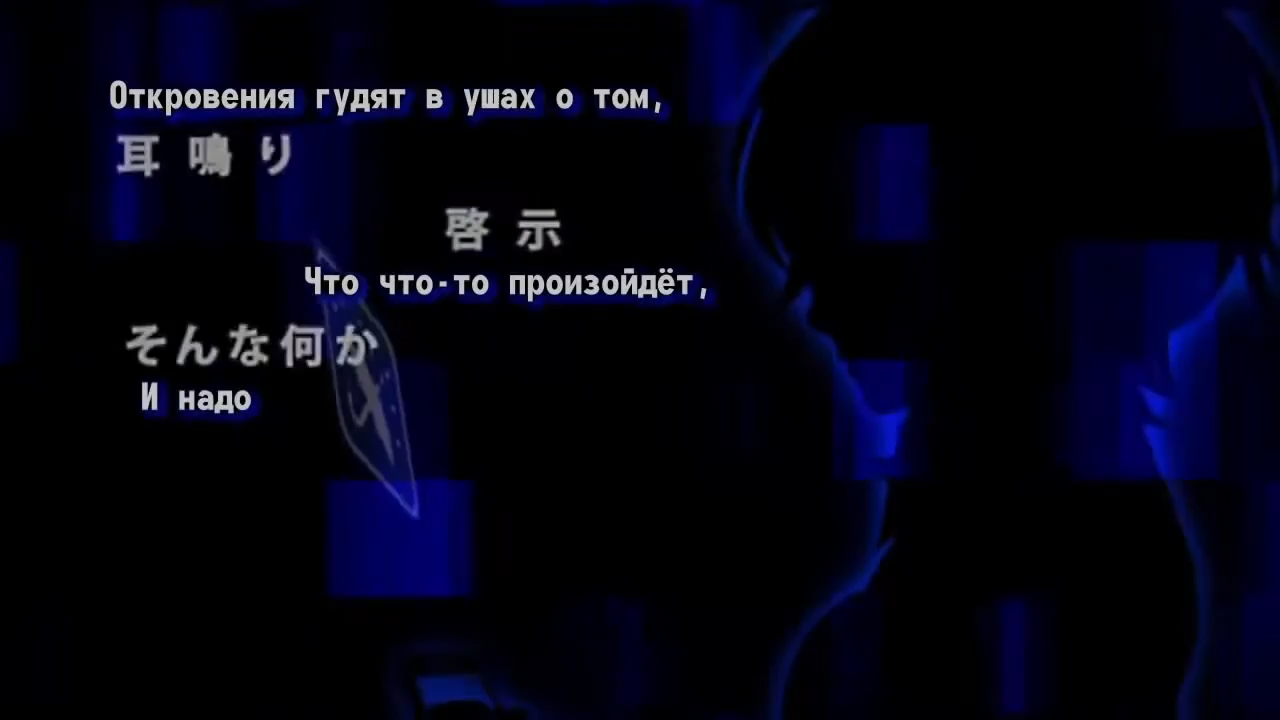 Откровения гудят в ушах о том,
耳鳴り
啓示
Что что-то произойдёт,
そんな何か
И надо